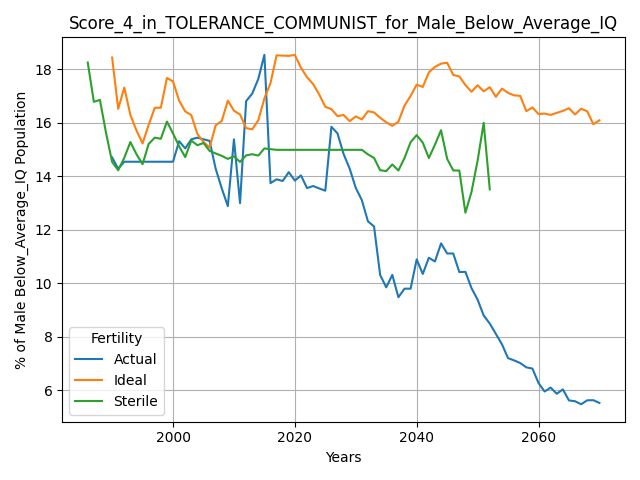 Score_4_in_TOLERANCE_COMMUNIST_for_Male_Below_Average_IQ
% of Male Below_Average_IQ Population
18
16
14
12
10
8
6
Fertility
Actual
Ideal
Sterile
2000
2020
2040
2060
Years